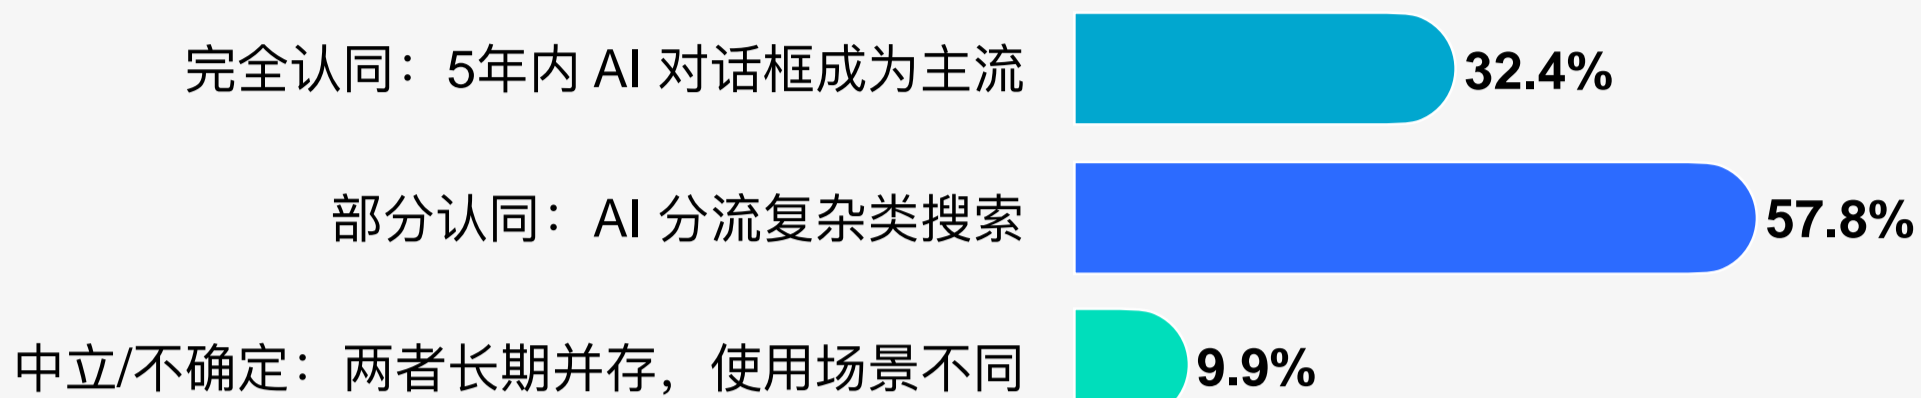 完全认同：5年内 AI 对话框成为主流 32.4%
部分认同：AI 分流复杂类搜索 57.8%
中立/不确定：两者长期并存，使用场景不同 9.9%